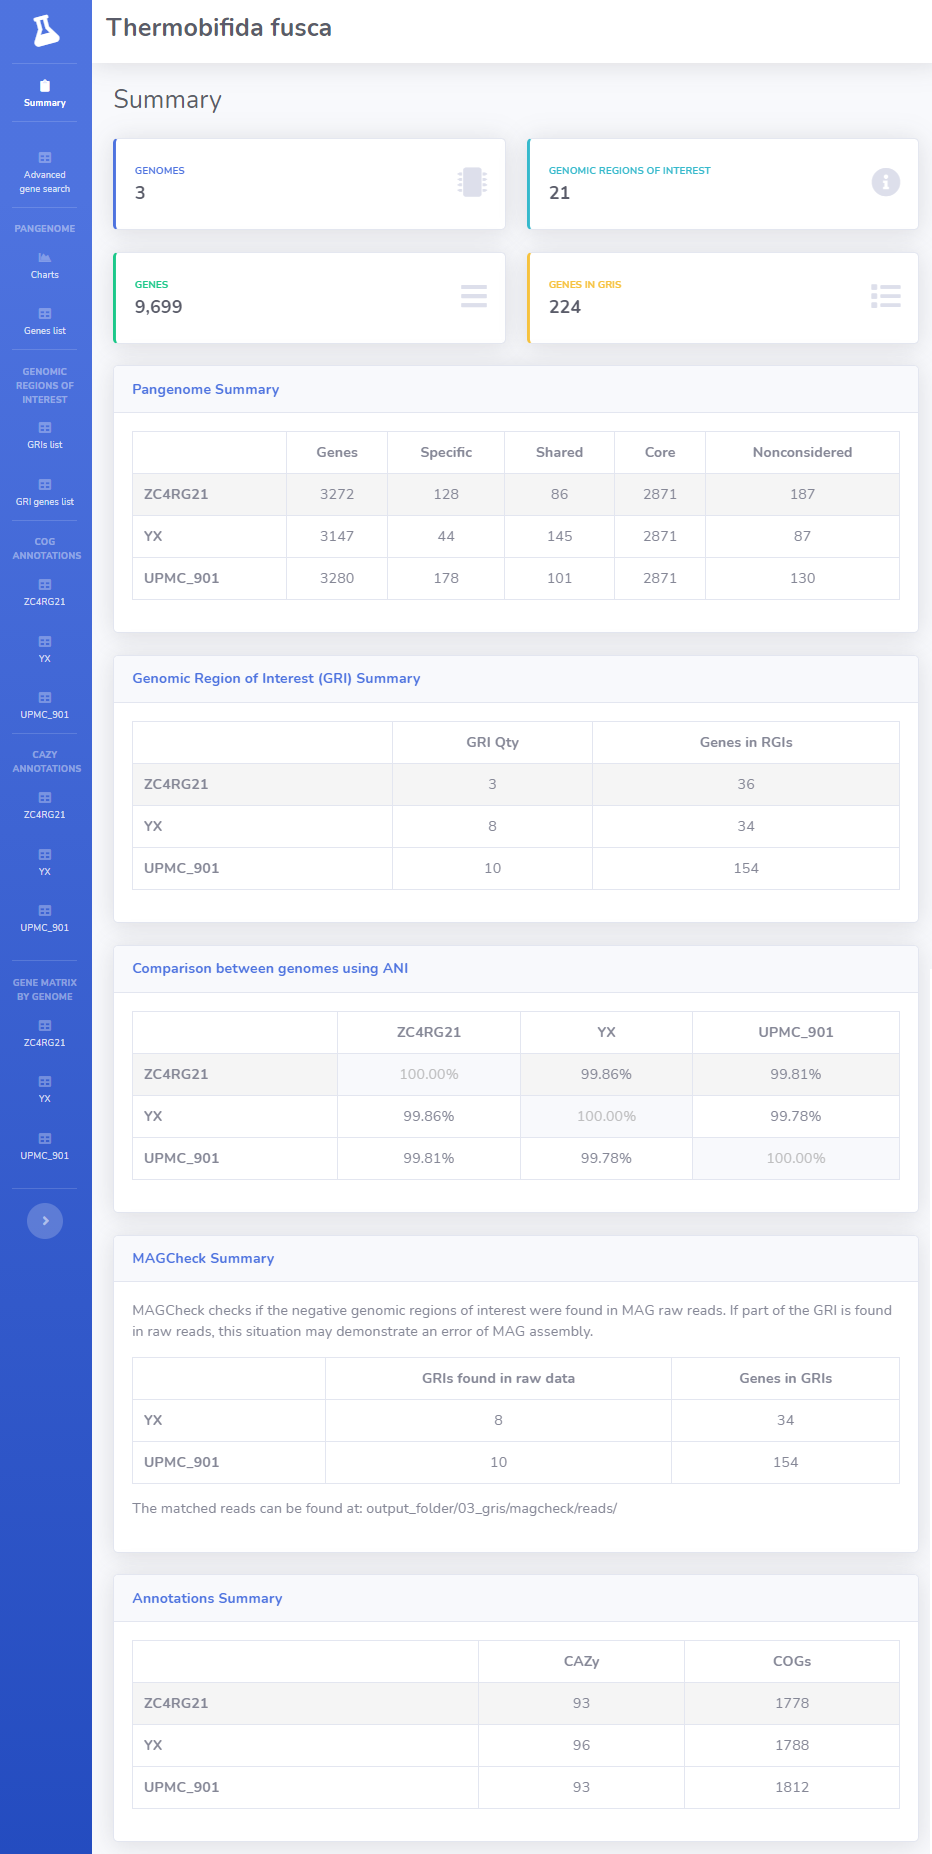 Thermobifida fusca
Summary
Advanced
gene search
PANGENOME
Charts
Genes list
GENOMIC
REGIONS OF
INTEREST
GRIs list
GRI genes list
COG
ANNOTATIONS
ZC4RG21
YX
UPMC_901
CAZY
ANNOTATIONS
ZC4RG21
YX
UPMC_901
GENE MATRIX
BY GENOME
ZC4RG21
YX
UPMC_901
Summary
GENOMES
3
GENOMIC REGIONS OF INTEREST
21
GENES
9,699
GENES IN GRIS
224
Pangenome Summary
Genes Specific Shared Core Nonconsidered
ZC4RG21 3272 128 86 2871 187
YX 3147 44 145 2871 87
UPMC_901 3280 178 101 2871 130
Genomic Region of Interest (GRI) Summary
GRI Qty Genes in RGIs
ZC4RG21 3 36
YX 8 34
UPMC_901 10 154
Comparison between genomes using ANI
ZC4RG21 YX UPMC_901
ZC4RG21 100.00% 99.86% 99.81%
YX 99.86% 100.00% 99.78%
UPMC_901 99.81% 99.78% 100.00%
MAGCheck Summary
MAGCheck checks if the negative genomic regions of interest were found in MAG raw reads. If part of the GRI is found
in raw reads, this situation may demonstrate an error of MAG assembly.
GRIs found in raw data Genes in GRIs
YX 8 34
UPMC_901 10 154
The matched reads can be found at: output_folder/03_gris/magcheck/reads/
Annotations Summary
CAZy COGs
ZC4RG21 93 1778
YX 96 1788
UPMC_901 93 1812